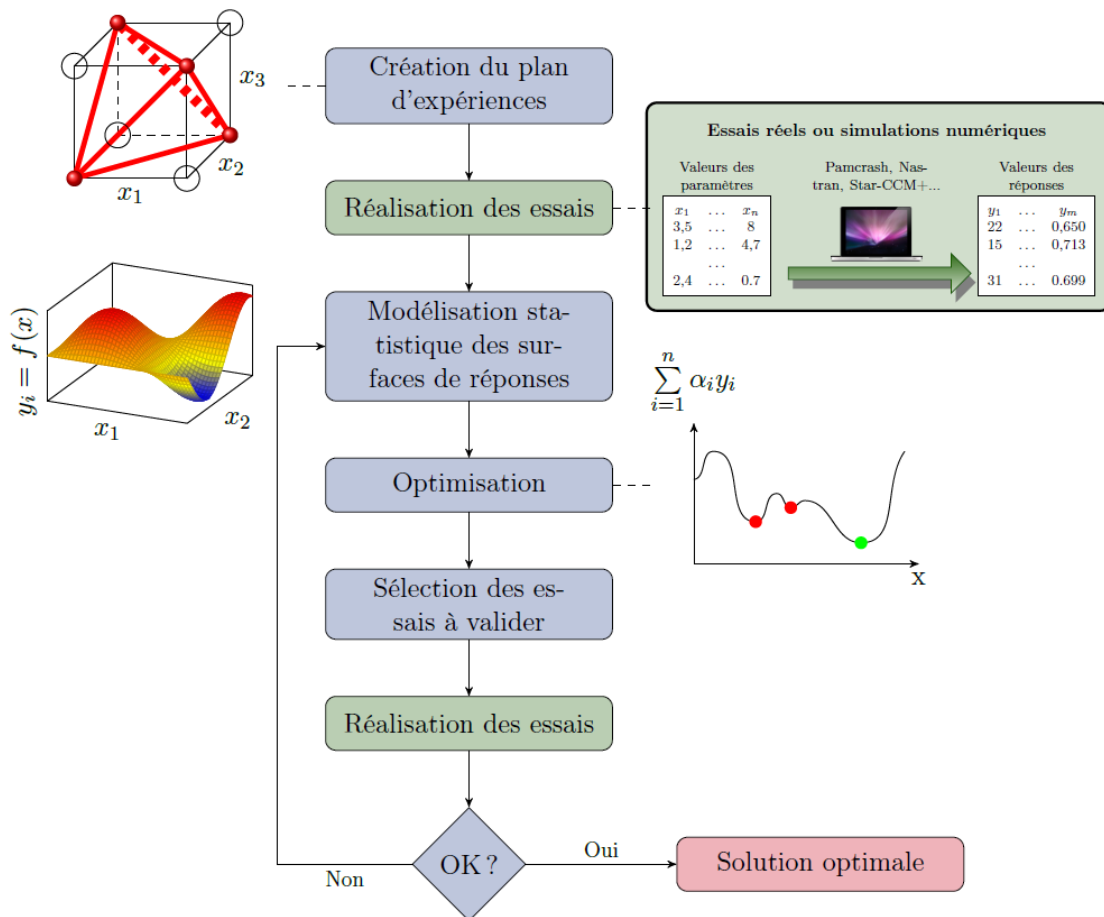 Création du plan
d'expériences
x3
x2
x1
Essais réels ou simulations numériques
Valeurs des
paramètres
Pamcrash, Nas-
tran, Star-CCM+...
Valeurs des
réponses
x1 ... xn
3,5 ... 8
1,2 ... 4,7
...
2,4 ... 0.7
y1 ... ym
22 ... 0,650
15 ... 0,713
...
31 ... 0.699
Réalisation des essais
Modélisation sta-
tistique des sur-
faces de réponses
yi = f (x)
x1
x2
n
∑ αiyi
i=1
x
Optimisation
Sélection des es-
sais à valider
Réalisation des essais
OK ?
Non
Oui
Solution optimale